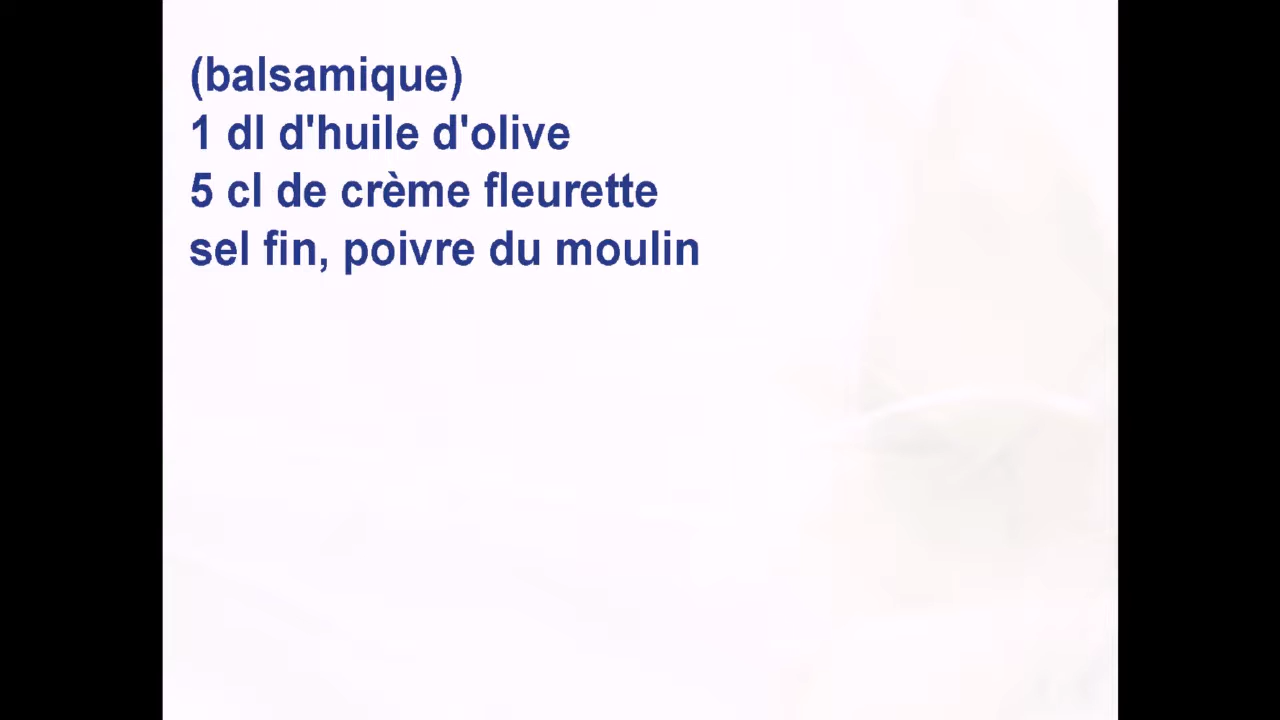 (balsamique)
1 dl d'huile d'olive
5 cl de crème fleurette
sel fin, poivre du moulin